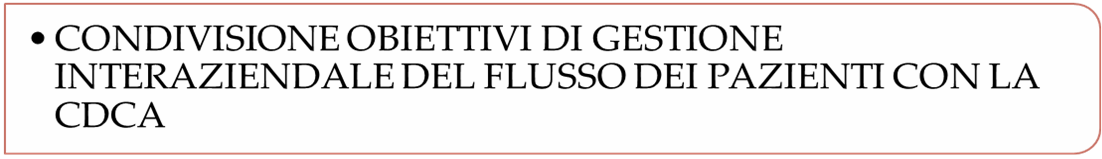 • CONDIVISIONE OBIETTIVI DI GESTIONE
INTERAZIENDALE DEL FLUSSO DEI PAZIENTI CON LA
CDCA